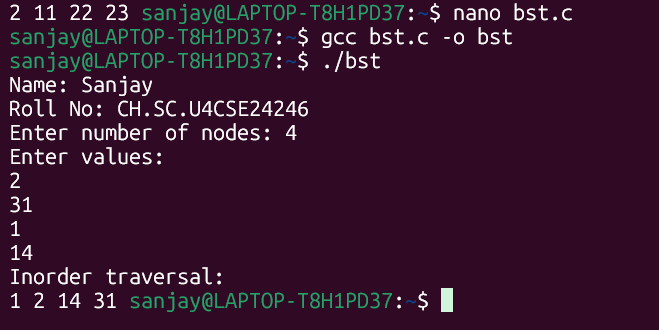 2 11 22 23 sanjay@LAPTOP-T8H1PD37:~$ nano bst.c
sanjay@LAPTOP-T8H1PD37:~$ gcc bst.c -o bst
sanjay@LAPTOP-T8H1PD37:~$ ./bst
Name: Sanjay
Roll No: CH.SC.U4CSE24246
Enter number of nodes: 4
Enter values:
2
31
1
14
Inorder traversal:
1 2 14 31 sanjay@LAPTOP-T8H1PD37:~$